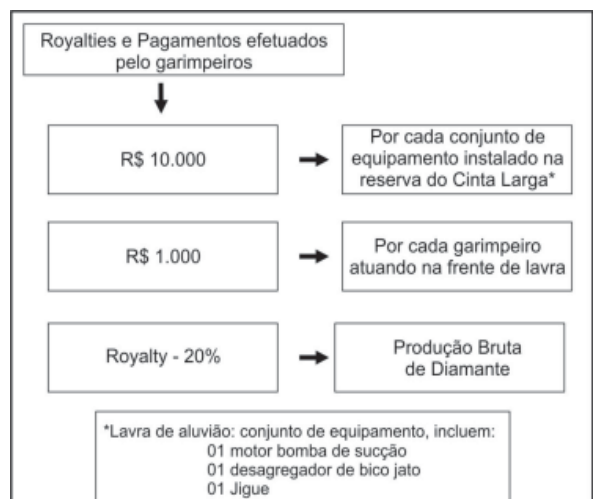 Royalties e Pagamentos efetuados
pelo garimpeiros
R$ 10.000
Por cada conjunto de
equipamento instalado na
reserva do Cinta Larga*
R$ 1.000
Por cada garimpeiro
atuando na frente de lavra
Royalty - 20%
Produção Bruta
de Diamante
*Lavra de aluvião: conjunto de equipamento, incluem:
01 motor bomba de sucção
01 desagregador de bico jato
01 Jigue